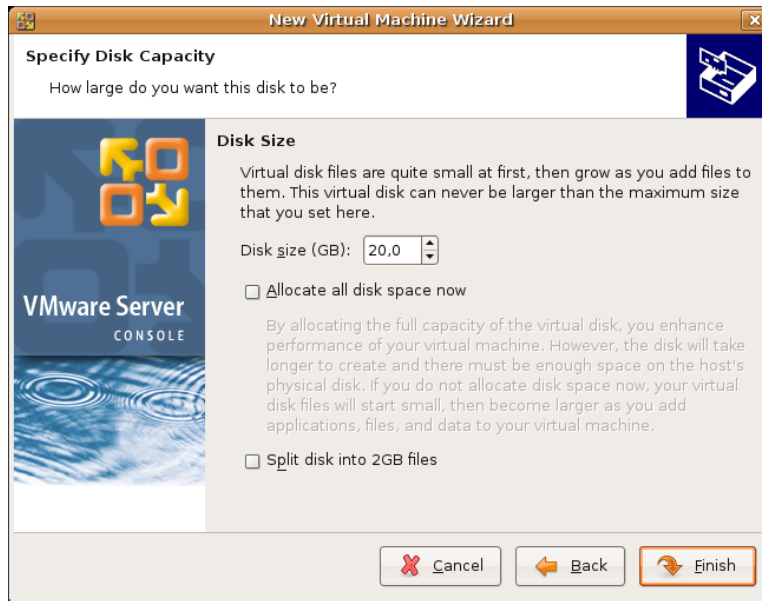 New Virtual Machine Wizard
Specify Disk Capacity
How large do you want this disk to be?
VMware Server
CONSOLE
Disk Size
Virtual disk files are quite small at first, then grow as you add files to
them. This virtual disk can never be larger than the maximum size
that you set here.
Disk size (GB): 20,0
Allocate all disk space now
By allocating the full capacity of the virtual disk, you enhance
performance of your virtual machine. However, the disk will take
longer to create and there must be enough space on the host's
physical disk. If you do not allocate disk space now, your virtual
disk files will start small, then become larger as you add
applications, files, and data to your virtual machine.
Split disk into 2GB files
Cancel Back Finish